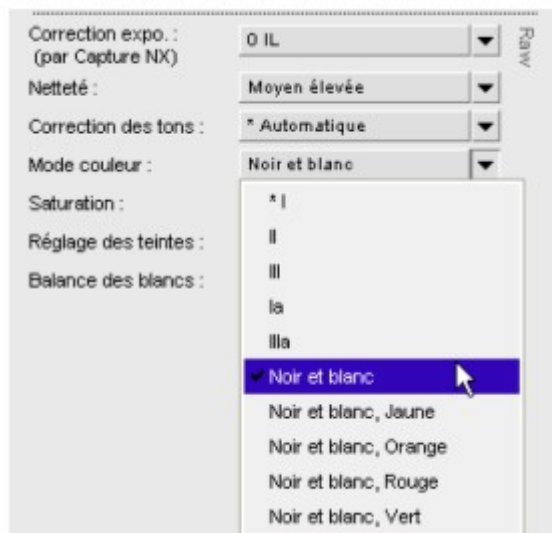 Correction expo. :
(par Capture NX)
0 IL
Raw
Netteté :
Moyen élevée
Correction des tons :
* Automatique
Mode couleur :
Noir et blanc
Saturation :
Réglage des teintes :
Balance des blancs :
* I
II
III
Ia
IIIa
Noir et blanc
Noir et blanc, Jaune
Noir et blanc, Orange
Noir et blanc, Rouge
Noir et blanc, Vert